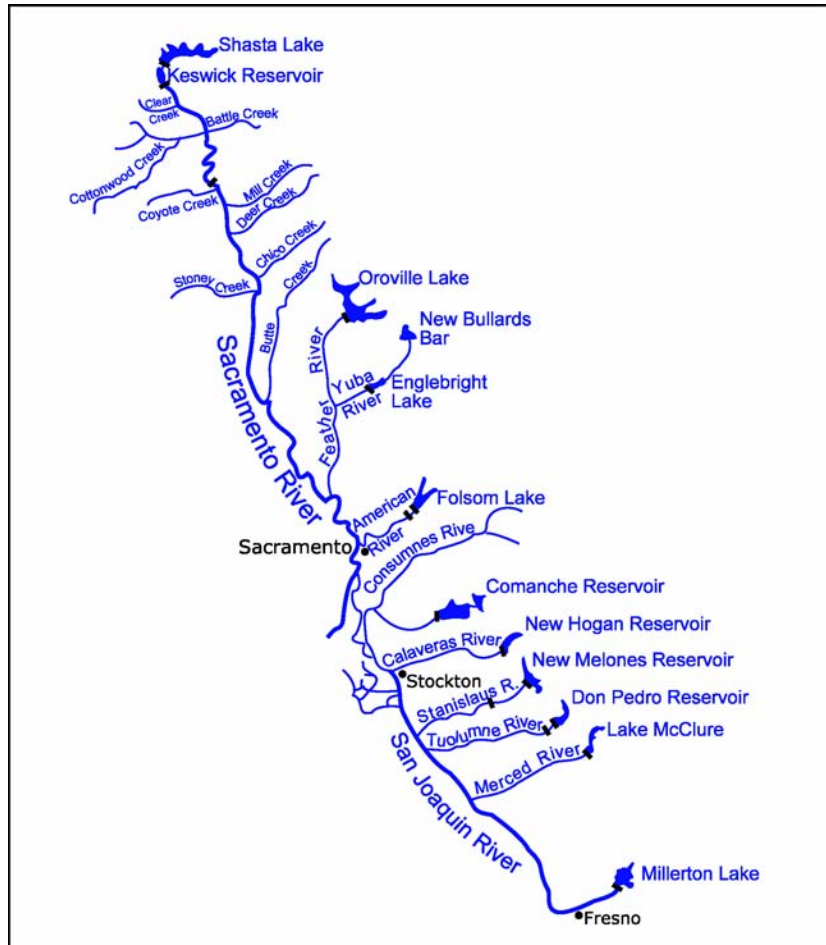 Shasta Lake
Keswick Reservoir
Clear
Creek
Battle Creek
Cottonwood Creek
Mill Creek
Coyote Creek
Deer Creek
Chico Creek
Stoney Creek
Butte Creek
Oroville Lake
New Bullards
Bar
Feather River
Yuba
River
Englebright
Lake
Sacramento River
American
River
Folsom Lake
Sacramento
Consumnes Rive
Comanche Reservoir
New Hogan Reservoir
Calaveras River
New Melones Reservoir
Stockton
Stanislaus R.
Don Pedro Reservoir
Tuolumne River
Lake McClure
Merced River
San Joaquin River
Millerton Lake
Fresno